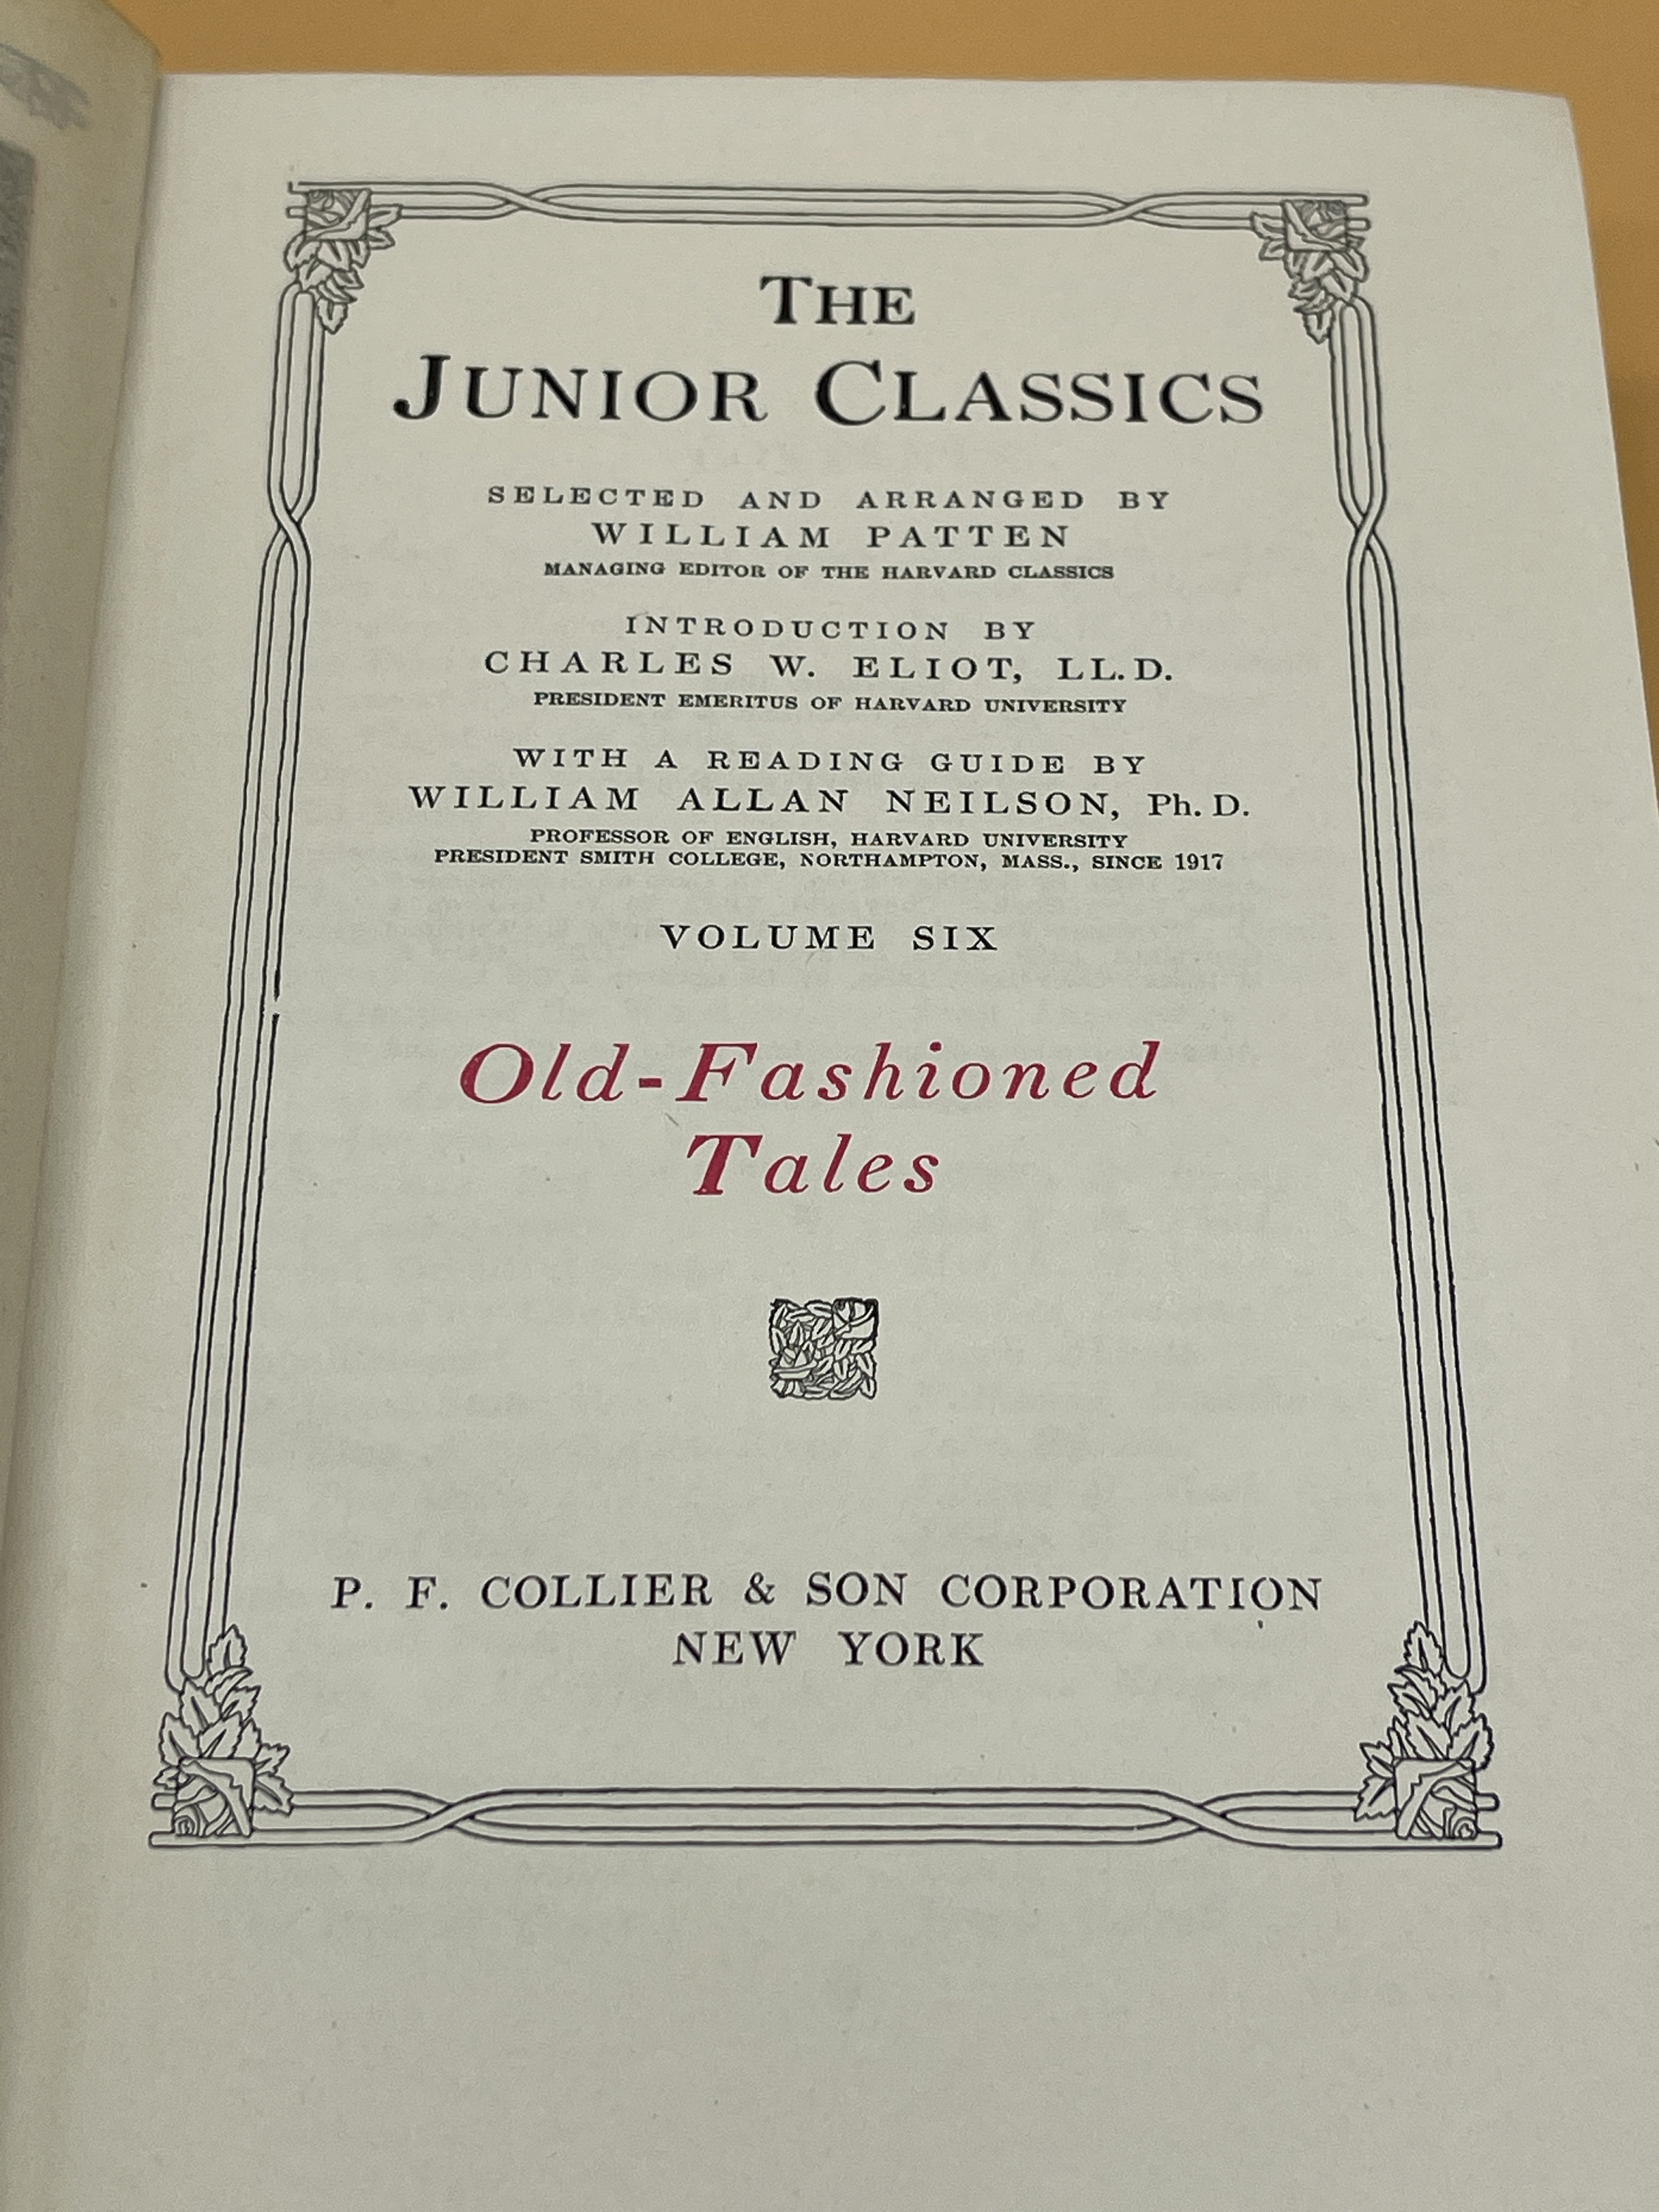 THE
JUNIOR CLASSICS
SELECTED AND ARRANGED BY
WILLIAM PATTEN
MANAGING EDITOR OF THE HARVARD CLASSICS
INTRODUCTION BY
CHARLES W. ELIOT, LL.D.
PRESIDENT EMERITUS OF HARVARD UNIVERSITY
WITH A READING GUIDE BY
WILLIAM ALLAN NEILSON, Ph.D.
PROFESSOR OF ENGLISH, HARVARD UNIVERSITY
PRESIDENT SMITH COLLEGE, NORTHAMPTON, MASS., SINCE 1917
VOLUME SIX
Old-Fashioned
Tales
P. F. COLLIER & SON CORPORATION
NEW YORK